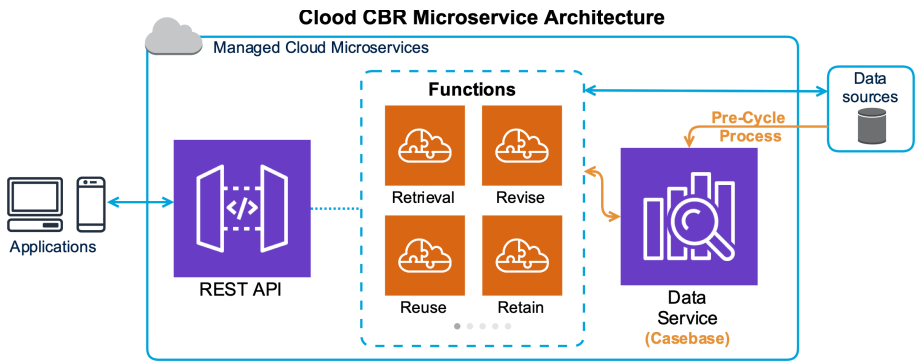 Clood CBR Microservice Architecture
Managed Cloud Microservices
Functions
Data
sources
Pre-Cycle
Process
Retrieval
Revise
Applications
REST API
Reuse
Retain
Data
Service
(Casebase)